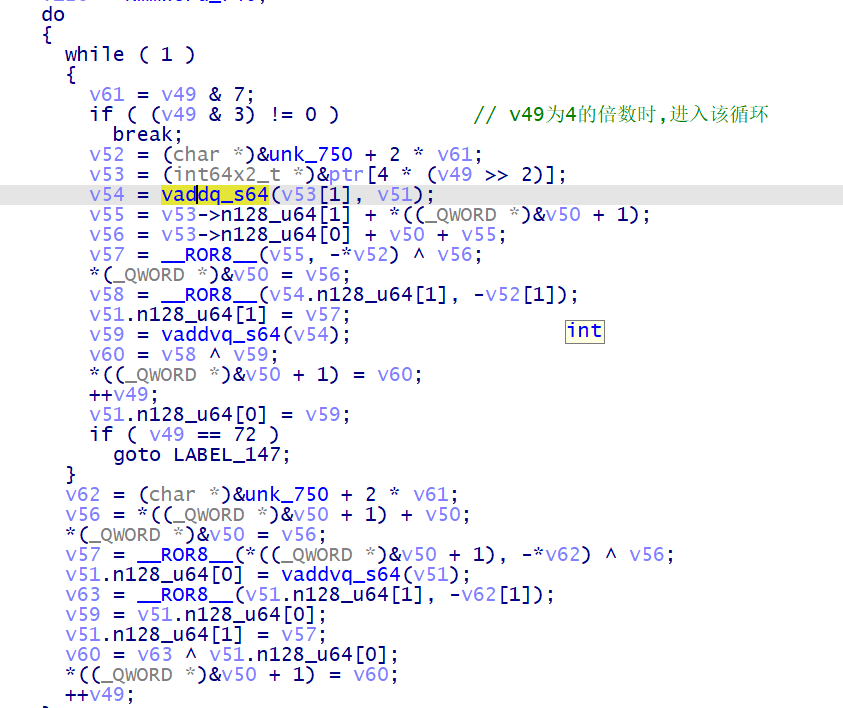 do
{
while ( 1 )
{
v61 = v49 & 7;
if ( (v49 & 3) != 0 ) // v49为4的倍数时,进入该循环
break;
v52 = (char *)&unk_750 + 2 * v61;
v53 = (int64x2_t *)&ptr[4 * (v49 >> 2)];
v54 = vaddq_s64(v53[1], v51);
v55 = v53->n128_u64[1] + *((_QWORD *)&v50 + 1);
v56 = v53->n128_u64[0] + v50 + v55;
v57 = __ROR8__(v55, -*v52) ^ v56;
*(_QWORD *)&v50 = v56;
v58 = __ROR8__(v54.n128_u64[1], -v52[1]);
v51.n128_u64[1] = v57;
v59 = vaddvq_s64(v54);
int
v60 = v58 ^ v59;
*((_QWORD *)&v50 + 1) = v60;
++v49;
v51.n128_u64[0] = v59;
if ( v49 == 72 )
goto LABEL_147;
}
v62 = (char *)&unk_750 + 2 * v61;
v56 = *((_QWORD *)&v50 + 1) + v50;
*(_QWORD *)&v50 = v56;
v57 = __ROR8__(*((_QWORD *)&v50 + 1), -*v62) ^ v56;
v51.n128_u64[0] = vaddvq_s64(v51);
v63 = __ROR8__(v51.n128_u64[1], -v62[1]);
v59 = v51.n128_u64[0];
v51.n128_u64[1] = v57;
v60 = v63 ^ v51.n128_u64[0];
*((_QWORD *)&v50 + 1) = v60;
++v49;